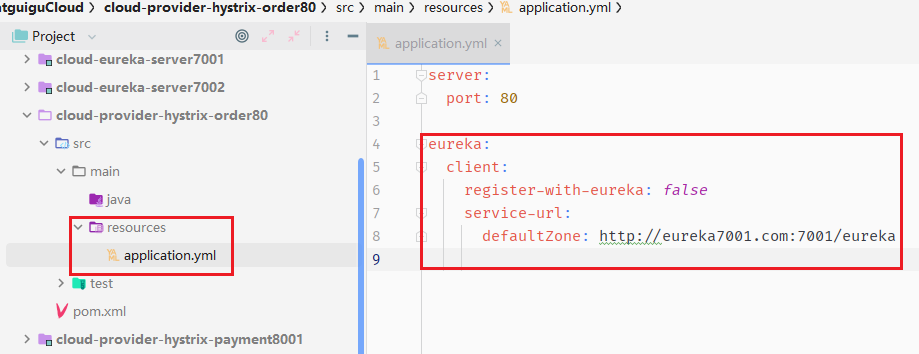 atguiguCloud > cloud-provider-hystrix-order80 > src > main > resources > application.yml >
Project
application.yml ×
cloud-eureka-server7001
cloud-eureka-server7002
cloud-provider-hystrix-order80
src
main
java
resources
application.yml
test
pom.xml
cloud-provider-hystrix-payment8001
1 server:
2 port: 80
3
4 eureka:
5 client:
6 register-with-eureka: false
7 service-url:
8 defaultZone: http://eureka7001.com:7001/eureka
9